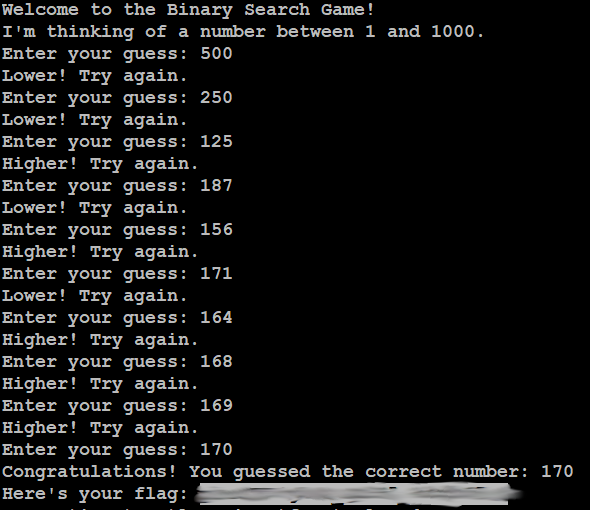 Welcome to the Binary Search Game!
I'm thinking of a number between 1 and 1000.
Enter your guess: 500
Lower! Try again.
Enter your guess: 250
Lower! Try again.
Enter your guess: 125
Higher! Try again.
Enter your guess: 187
Lower! Try again.
Enter your guess: 156
Higher! Try again.
Enter your guess: 171
Lower! Try again.
Enter your guess: 164
Higher! Try again.
Enter your guess: 168
Higher! Try again.
Enter your guess: 169
Higher! Try again.
Enter your guess: 170
Congratulations! You guessed the correct number: 170
Here's your flag: